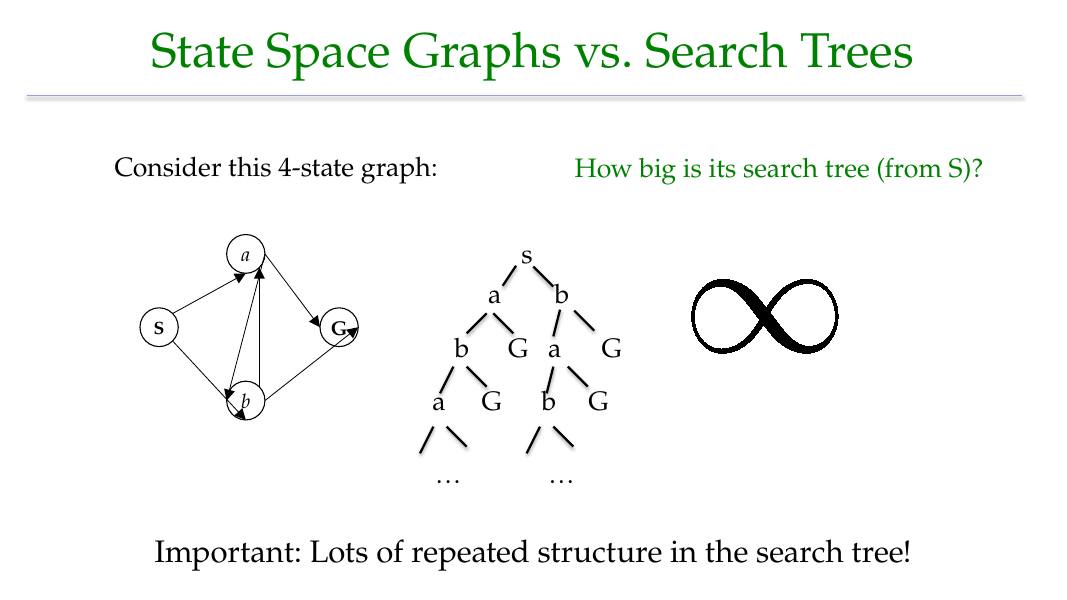 State Space Graphs vs. Search Trees
Consider this 4-state graph:
How big is its search tree (from S)?
a
S
G
b
s
a b
b G a G
a G b G
… …
∞
Important: Lots of repeated structure in the search tree!